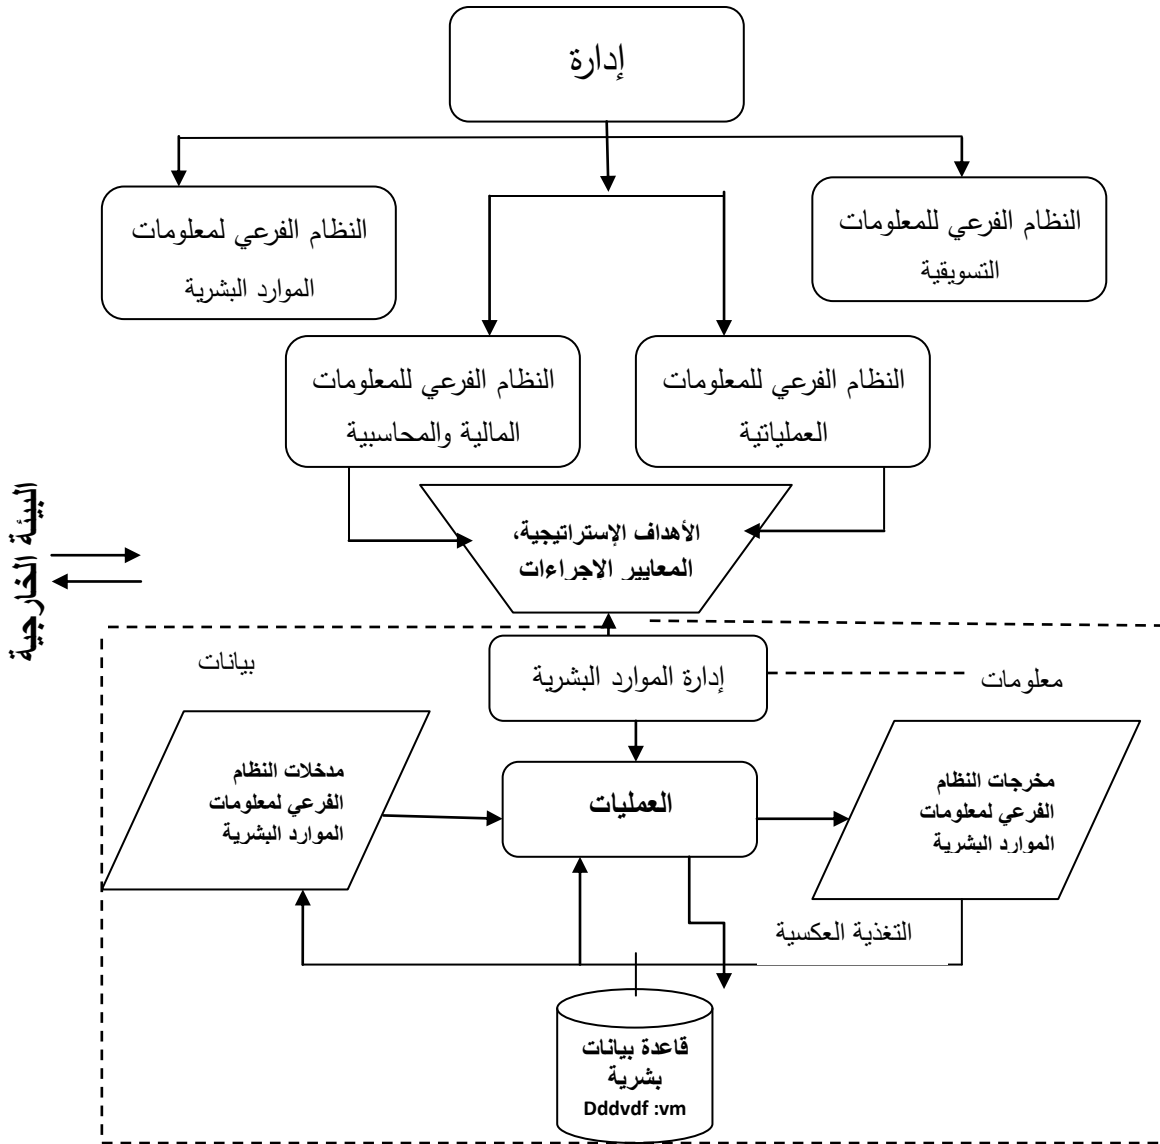 إدارة
النظام الفرعي للمعلومات
التسويقية
النظام الفرعي لمعلومات
الموارد البشرية
النظام الفرعي للمعلومات
العملياتية
النظام الفرعي للمعلومات
المالية والمحاسبية
البيئة الخارجية
الأهداف الإستراتيجية،
المعايير الاجراءات
إدارة الموارد البشرية
معلومات
بيانات
مخرجات النظام
الفرعي لمعلومات
الموارد البشرية
العمليات
مدخلات النظام
الفرعي لمعلومات
الموارد البشرية
التغذية العكسية
قاعدة بيانات
بشرية
Dddvdf :vm